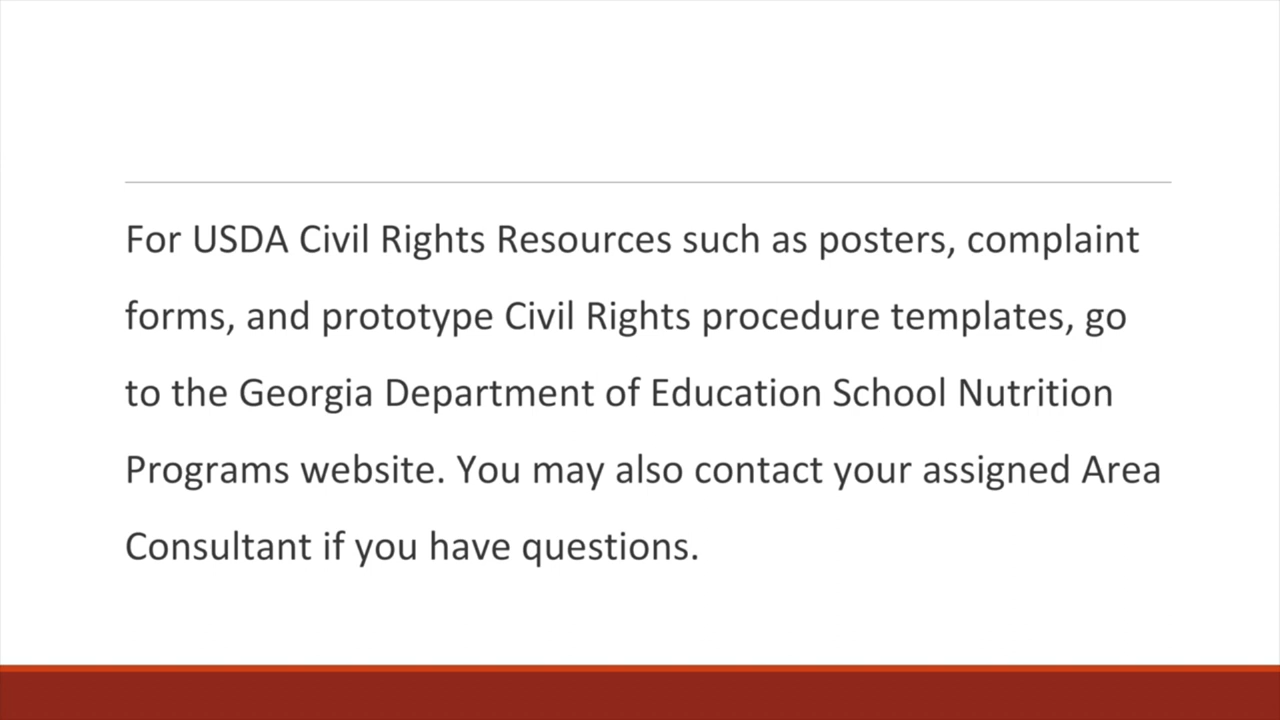 For USDA Civil Rights Resources such as posters, complaint
forms, and prototype Civil Rights procedure templates, go
to the Georgia Department of Education School Nutrition
Programs website. You may also contact your assigned Area
Consultant if you have questions.